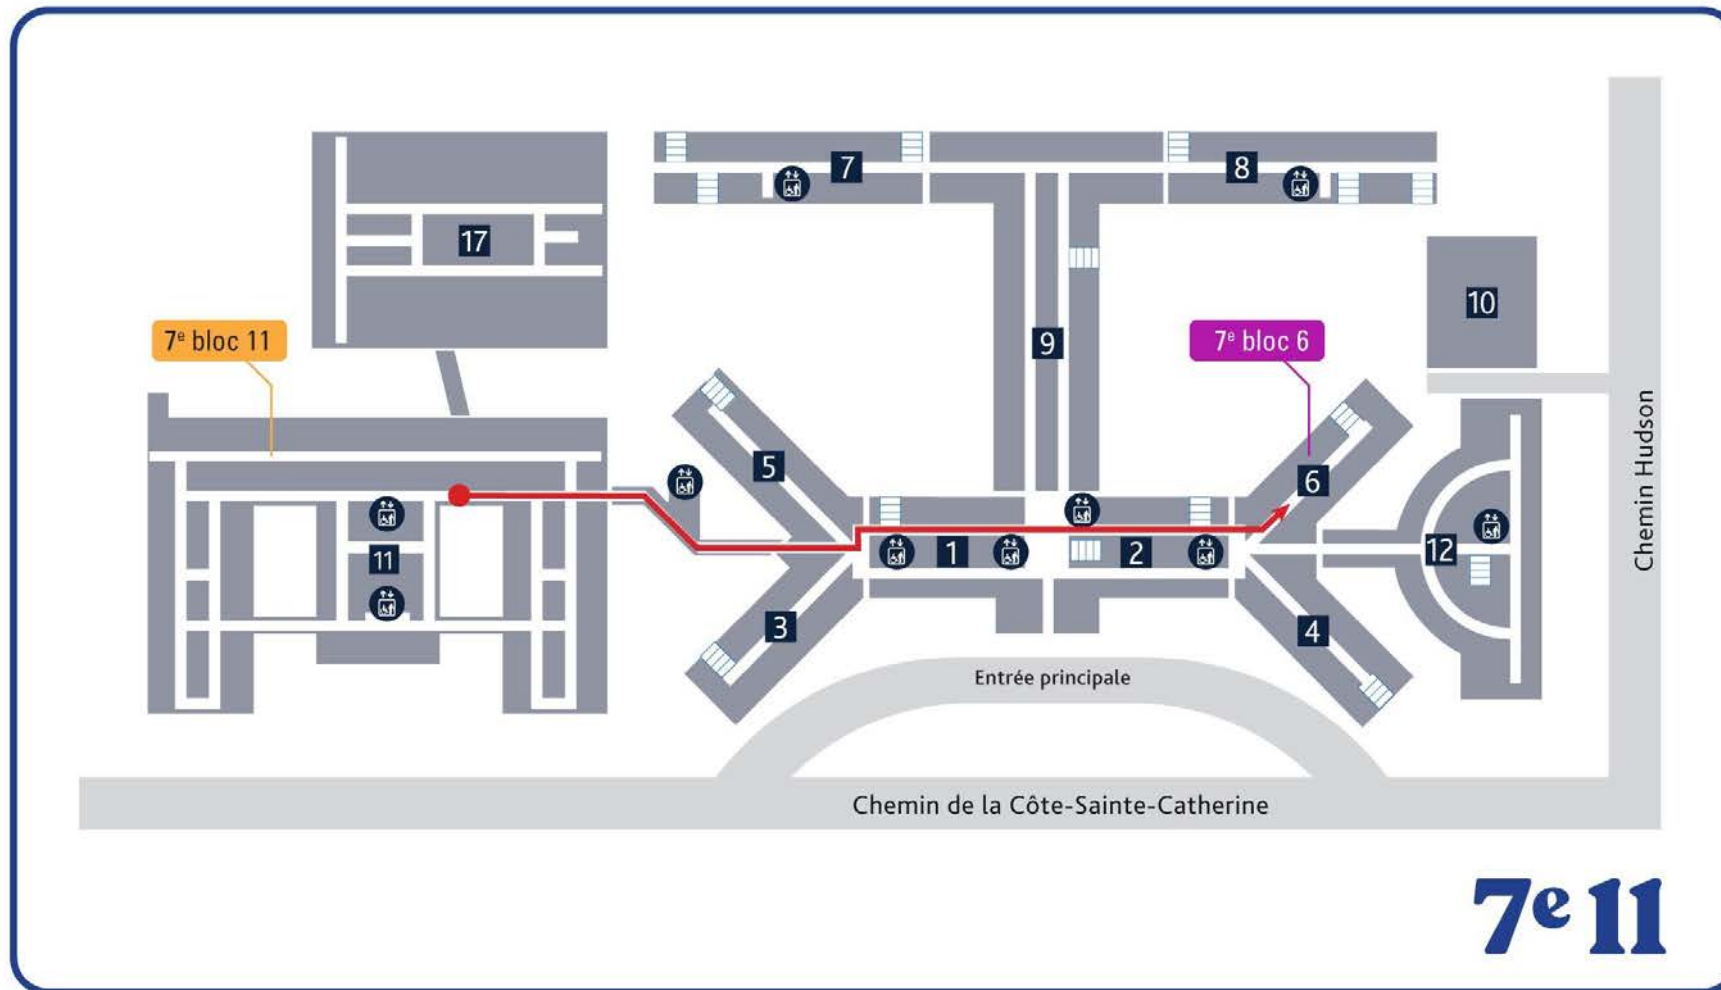 7
8
17
10
7e bloc 11
9
7e bloc 6
5
6
1
2
12
11
3
4
Chemin Hudson
Entrée principale
Chemin de la Côte-Sainte-Catherine
7e 11